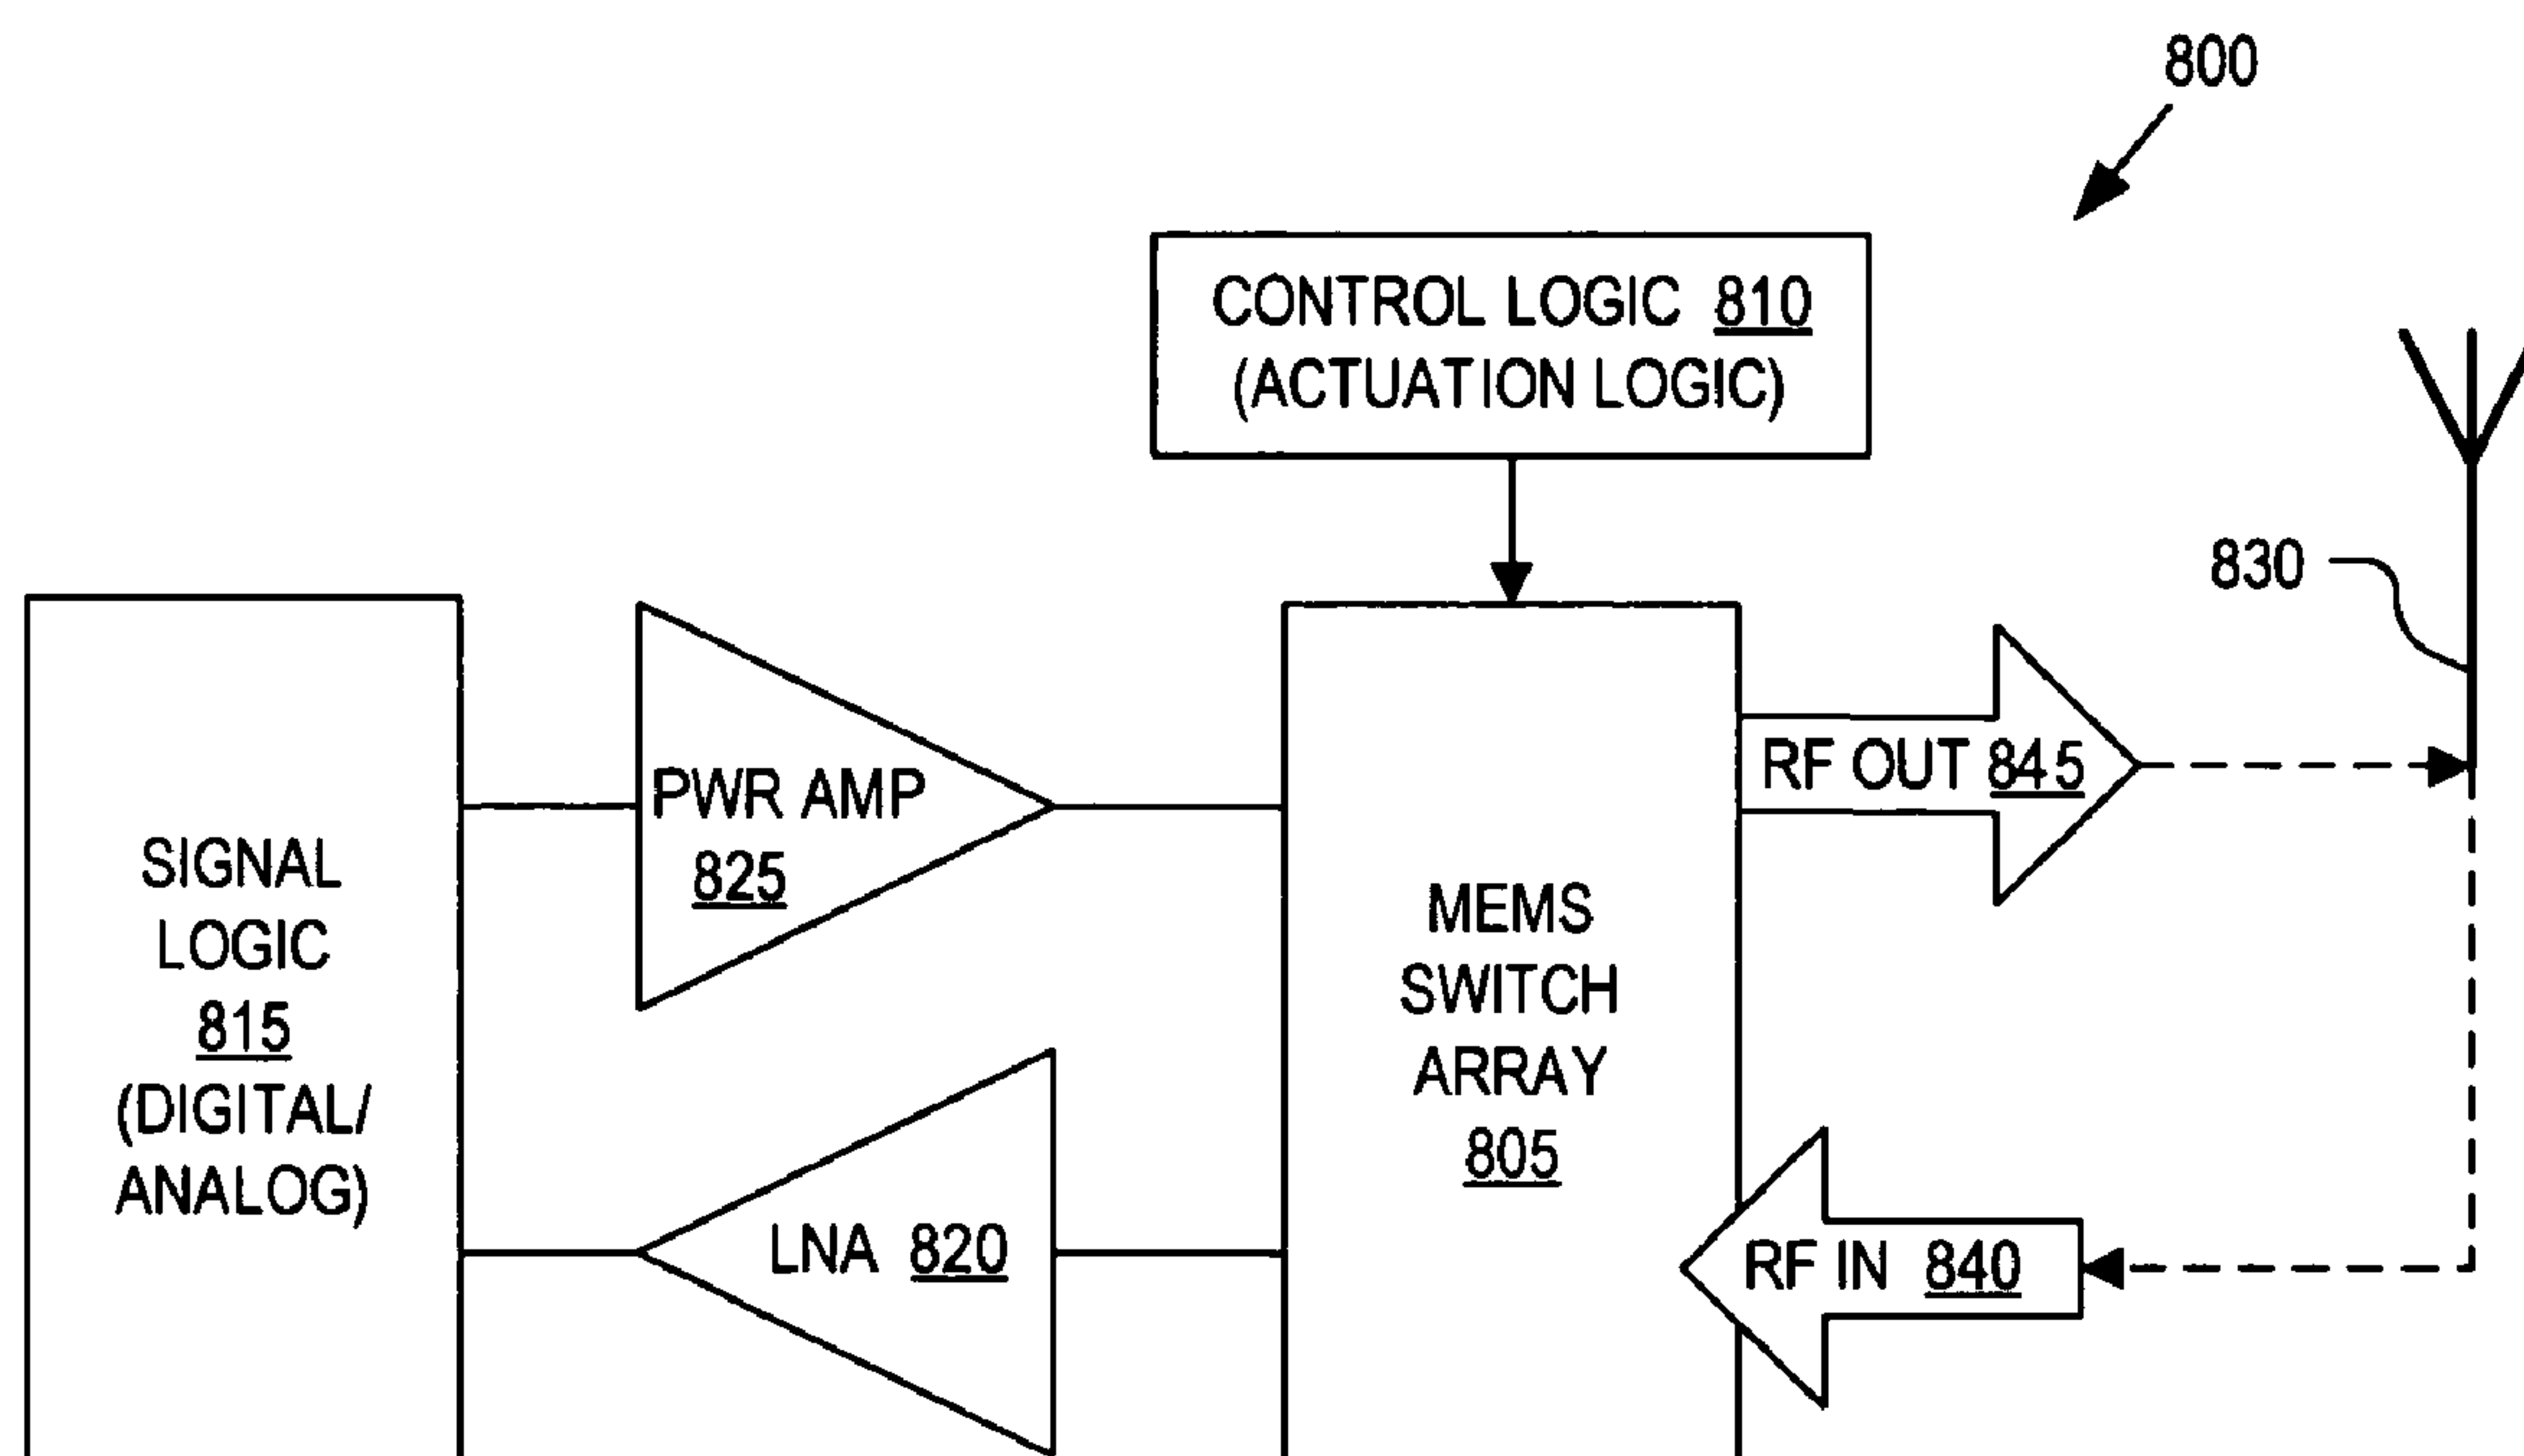 800
CONTROL LOGIC 810
(ACTUATION LOGIC)
830
SIGNAL
LOGIC
815
(DIGITAL/
ANALOG)
PWR AMP
825
LNA 820
MEMS
SWITCH
ARRAY
805
RF OUT 845
RF IN 840